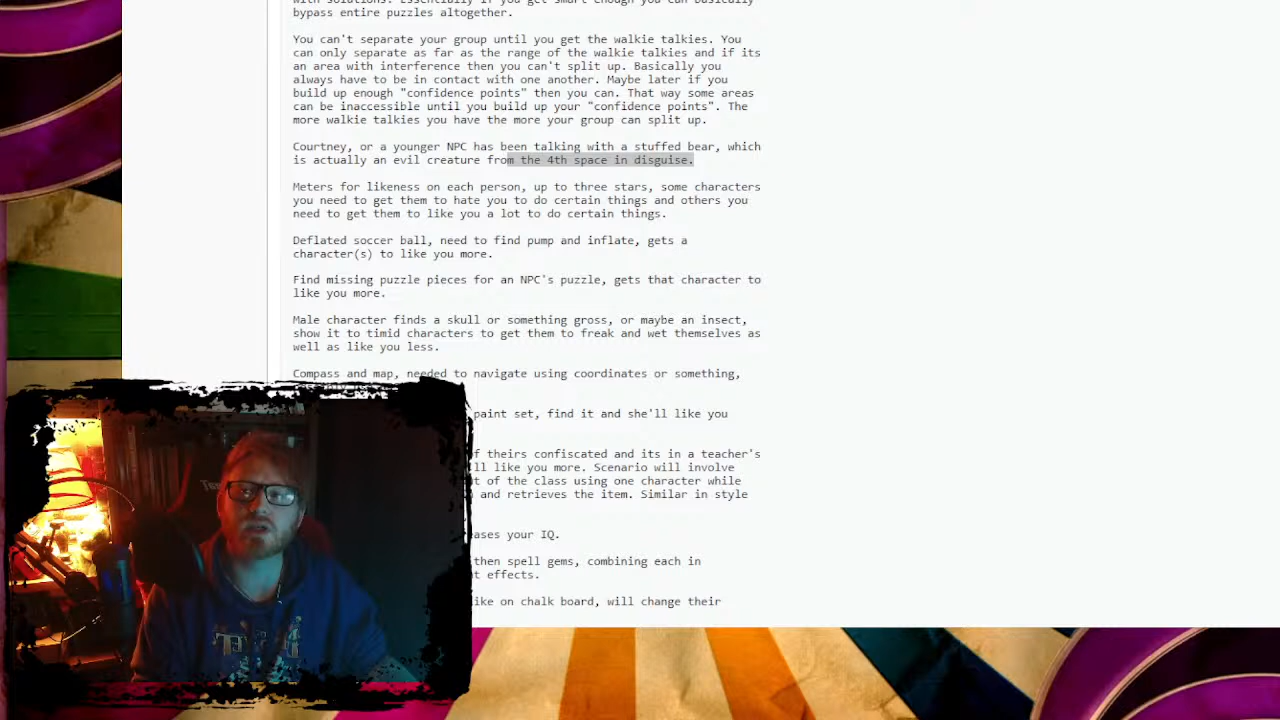 with solutions. Essentially if you get smart enough you can basically
bypass entire puzzles altogether.
You can't separate your group until you get the walkie talkies. You
can only separate as far as the range of the walkie talkies and if its
an area with interference then you can't split up. Basically you
always have to be in contact with one another. Maybe later if you
build up enough "confidence points" then you can. That way some areas
can be inaccessible until you build up your "confidence points". The
more walkie talkies you have the more your group can split up.
Courtney, or a younger NPC has been talking with a stuffed bear, which
is actually an evil creature from the 4th space in disguise.
Meters for likeness on each person, up to three stars, some characters
you need to get them to hate you to do certain things and others you
need to get them to like you a lot to do certain things.
Deflated soccer ball, need to find pump and inflate, gets a
character(s) to like you more.
Find missing puzzle pieces for an NPC's puzzle, gets that character to
like you more.
Male character finds a skull or something gross, or maybe an insect,
show it to timid characters to get them to freak and wet themselves as
well as like you less.
Compass and map, needed to navigate using coordinates or something,
paint set, find it and she'll like you
f theirs confiscated and its in a teacher's
ll like you more. Scenario will involve
t of the class using one character while
and retrieves the item. Similar in style
eases your IQ.
then spell gems, combining each in
t effects.
like on chalk board, will change their